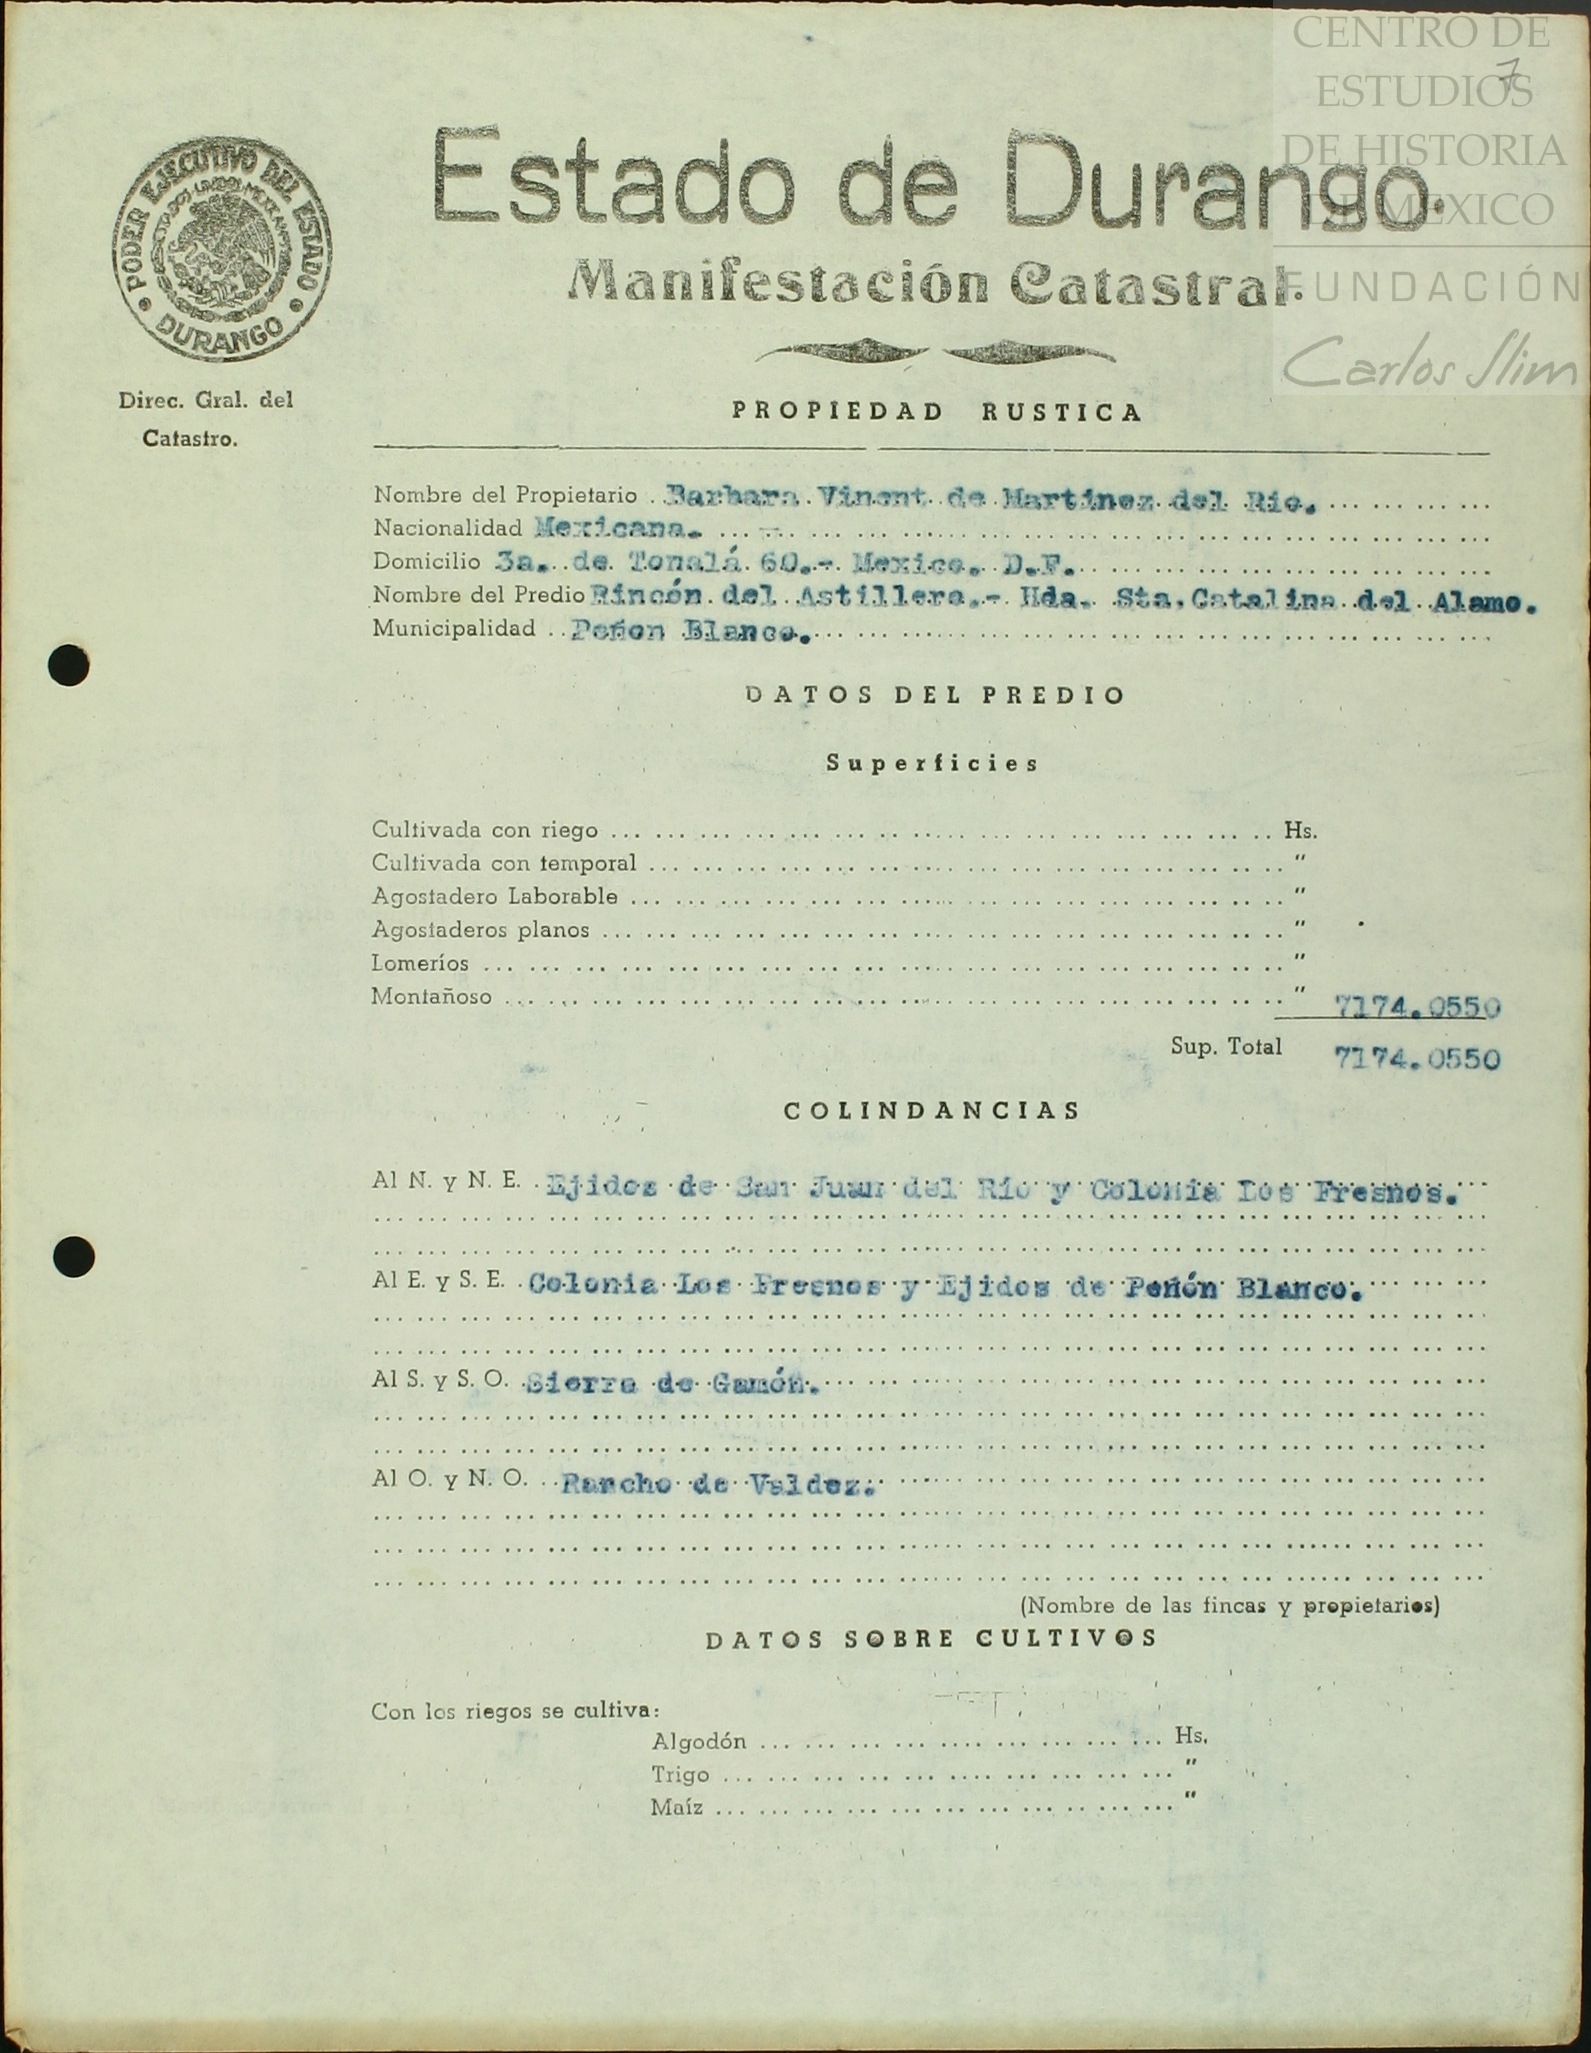 CENTRO DE
ESTUDIOS
DE HISTORIA
DE MEXICO
FUNDACIÓN
Carlos Slim
7
PODER EJECUTIVO DEL ESTADO
ESTADOS UNIDOS MEXICANOS
DURANGO
Direc. Gral. del
Catastro.
Estado de Durango.
Manifestación Catastral.
PROPIEDAD RUSTICA
Nombre del Propietario . Barbara Vinent de Martinez del Rio.
Nacionalidad Mexicana.
Domicilio 3a. de Tonalá 60.- Mexico. D.F.
Nombre del Predio Rincón del Astillero.- Hda. Sta. Catalina del Alamo.
Municipalidad .. Peñon Blanco.
DATOS DEL PREDIO
Superficies
Cultivada con riego ... Hs.
Cultivada con temporal ... "
Agostadero Laborable ... "
Agostaderos planos ... "
Lomeríos ... "
Montañoso ... " 7174.0550
Sup. Total 7174.0550
COLINDANCIAS
Al N. y N. E. . Ejidos de San Juan del Río y Colonia Los Fresnos.
Al E. y S. E. . Colonia Los Fresnos y Ejidos de Peñón Blanco.
Al S. y S. O. . Sierra de Gamón.
Al O. y N. O. .. Rancho de Valdez.
(Nombre de las fincas y propietarios)
DATOS SOBRE CULTIVOS
Con los riegos se cultiva:
Algodón ... Hs.
Trigo ... "
Maíz ... "